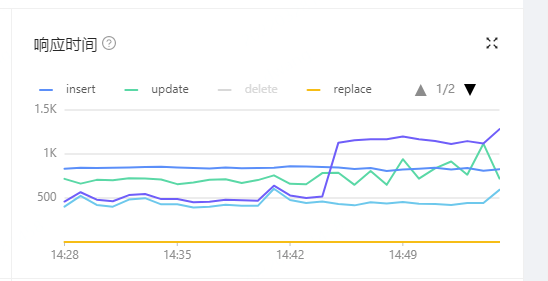 响应时间 ?
insert update delete replace 1/2
1.5K
1K
500
14:28 14:35 14:42 14:49